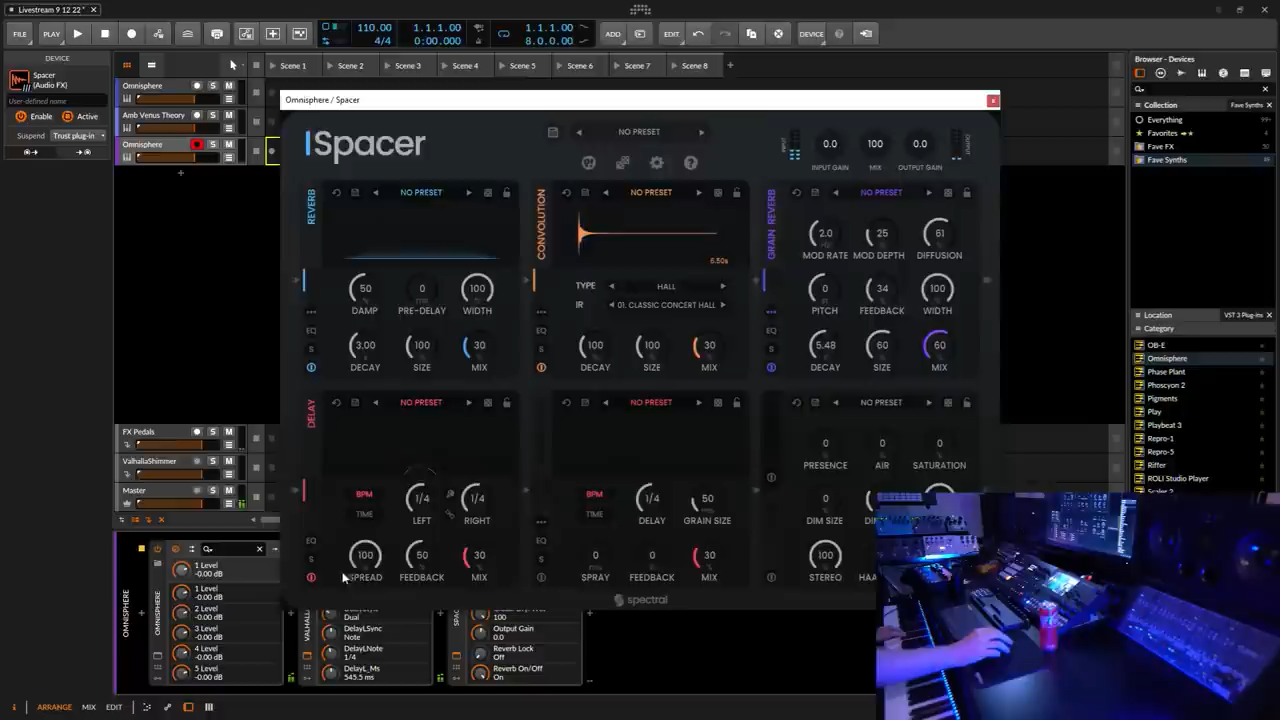 Livestream 9 12 22*
FILE
PLAY
110.00
4/4
1.1.1.00
0:00.000
1.1.1.00
8.0.0.00
ADD
EDIT
DEVICE
DEVICE
Spacer
(Audio FX)
User-defined name
Enable
Active
Suspend
Trust plug-in
Scene 1
Scene 2
Scene 3
Scene 4
Scene 5
Scene 6
Scene 7
Scene 8
Omnisphere
S
M
Amb Venus Theory
S
M
Omnisphere
S
M
Omnisphere / Spacer
x
Spacer
NO PRESET
INPUT
0.0
100
0.0
OUTPUT
INPUT GAIN
MIX
OUTPUT GAIN
REVERB
NO PRESET
50
0
100
DAMP
PRE-DELAY
WIDTH
EQ
S
3.00
100
30
DECAY
SIZE
MIX
CONVOLUTION
NO PRESET
6.50s
TYPE
HALL
IR
01. CLASSIC CONCERT HALL
EQ
S
100
100
30
DECAY
SIZE
MIX
GRAIN REVERB
NO PRESET
2.0
25
61
MOD RATE
MOD DEPTH
DIFFUSION
0
34
100
PITCH
FEEDBACK
WIDTH
EQ
S
5.48
60
60
DECAY
SIZE
MIX
DELAY
NO PRESET
BPM
TIME
1/4
1/4
LEFT
RIGHT
EQ
S
100
50
30
SPREAD
FEEDBACK
MIX
NO PRESET
BPM
TIME
1/4
50
DELAY
GRAIN SIZE
EQ
S
0
0
30
SPRAY
FEEDBACK
MIX
NO PRESET
0
0
0
PRESENCE
AIR
SATURATION
0
0
DIM SIZE
100
STEREO
spectral
Browser - Devices
Collection
Fave Synths
Everything
99+
Favorites
4
Fave FX
50
Fave Synths
Location
VST 3 Plug-ins
Category
OB-E
Omnisphere
Phase Plant
Phoscyon 2
Pigments
Play
Playbeat 3
Repro-1
Repro-5
Riffer
ROLI Studio Player
Scaler 2
FX Pedals
S
M
ValhallaShimmer
S
M
Master
S
M
OMNISPHERE
OMNISPHERE
1 Level
-0.00 dB
1 Level
-0.00 dB
2 Level
-0.00 dB
3 Level
-0.00 dB
4 Level
-0.00 dB
5 Level
-0.00 dB
Dual
DelayLSync
Note
DelayLNote
1/4
DelayL_Ms
545.5 ms
100
Output Gain
0.0
Reverb Lock
Off
Reverb On/Off
On
i
ARRANGE
MIX
EDIT